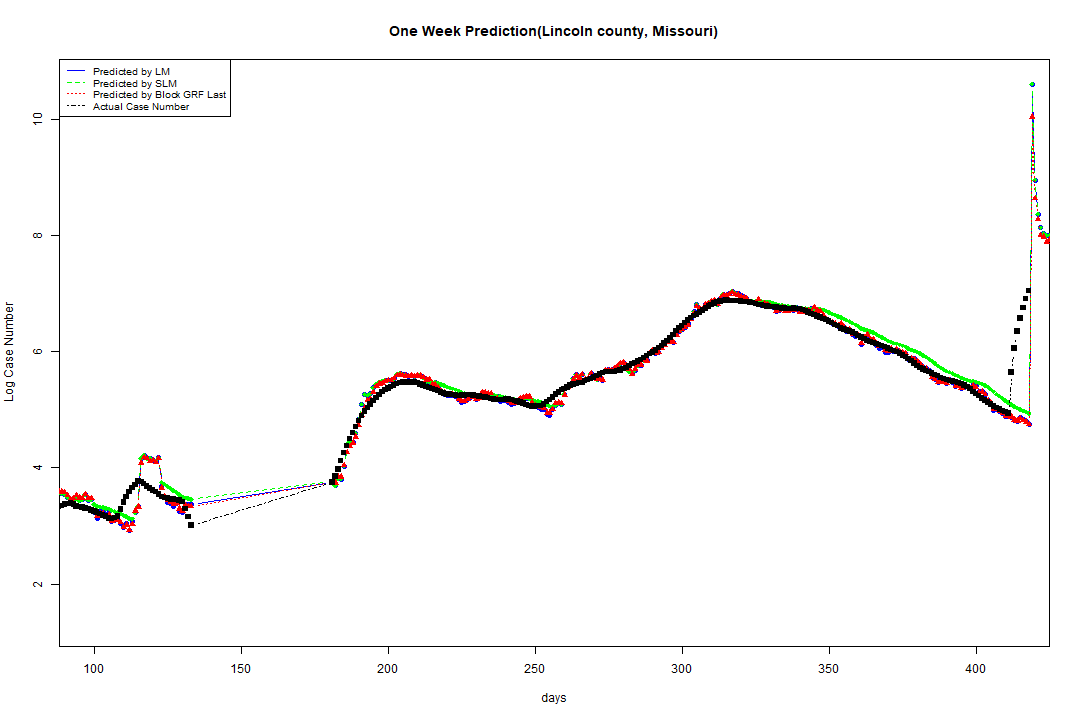 One Week Prediction(Lincoln county, Missouri)
Predicted by LM
Predicted by SLM
Predicted by Block GRF Last
Actual Case Number
Log Case Number
10
8
6
4
2
100 150 200 250 300 350 400
days